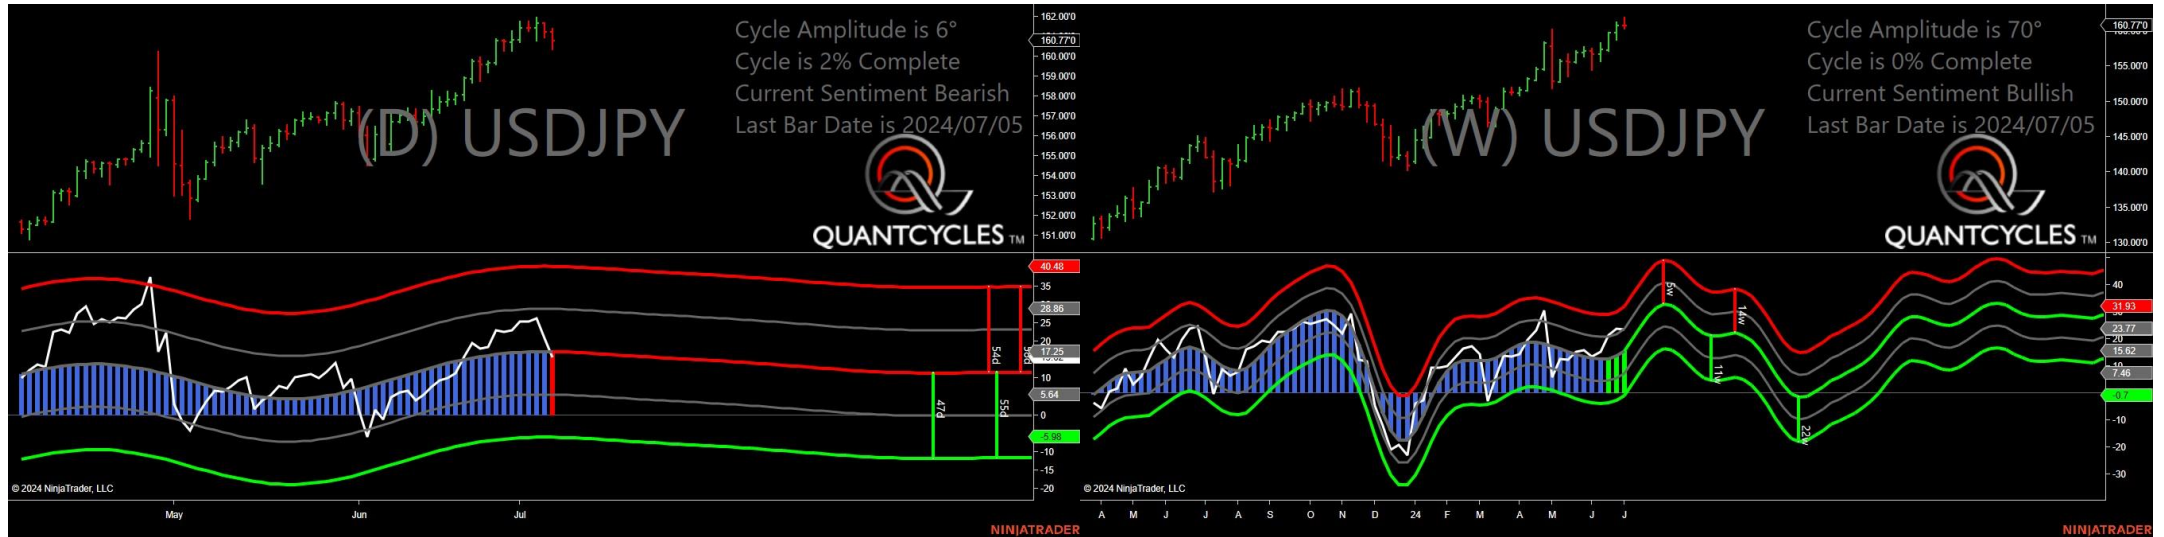 Cycle Amplitude is 6°
Cycle is 2% Complete
Current Sentiment Bearish
Last Bar Date is 2024/07/05
(D) USDJPY
QUANTCYCLES TM
162.00'0
160.77'0
160.00'0
159.00'0
158.00'0
157.00'0
156.00'0
155.00'0
154.00'0
153.00'0
152.00'0
151.00'0
40.48
35
28.86
25
20
17.25
10
5.64
0
-5.98
-10
-15
-20
47d
54d
55d
© 2024 NinjaTrader, LLC
May
Jun
Jul
NINJATRADER
Cycle Amplitude is 70°
Cycle is 0% Complete
Current Sentiment Bullish
Last Bar Date is 2024/07/05
(W) USDJPY
QUANTCYCLES TM
160.77'0
155.00'0
150.00'0
145.00'0
140.00'0
135.00'0
130.00'0
40
31.93
23.77
20
15.62
7.46
-0.7
-10
-20
-30
5w
14w
11w
22w
© 2024 NinjaTrader, LLC
A M J J A S O N D 24 F M A M J J
NINJATRADER